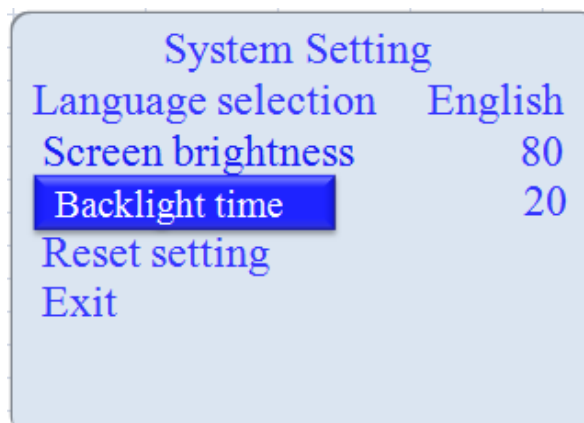 System Setting
Language selection English
Screen brightness 80
Backlight time 20
Reset setting
Exit